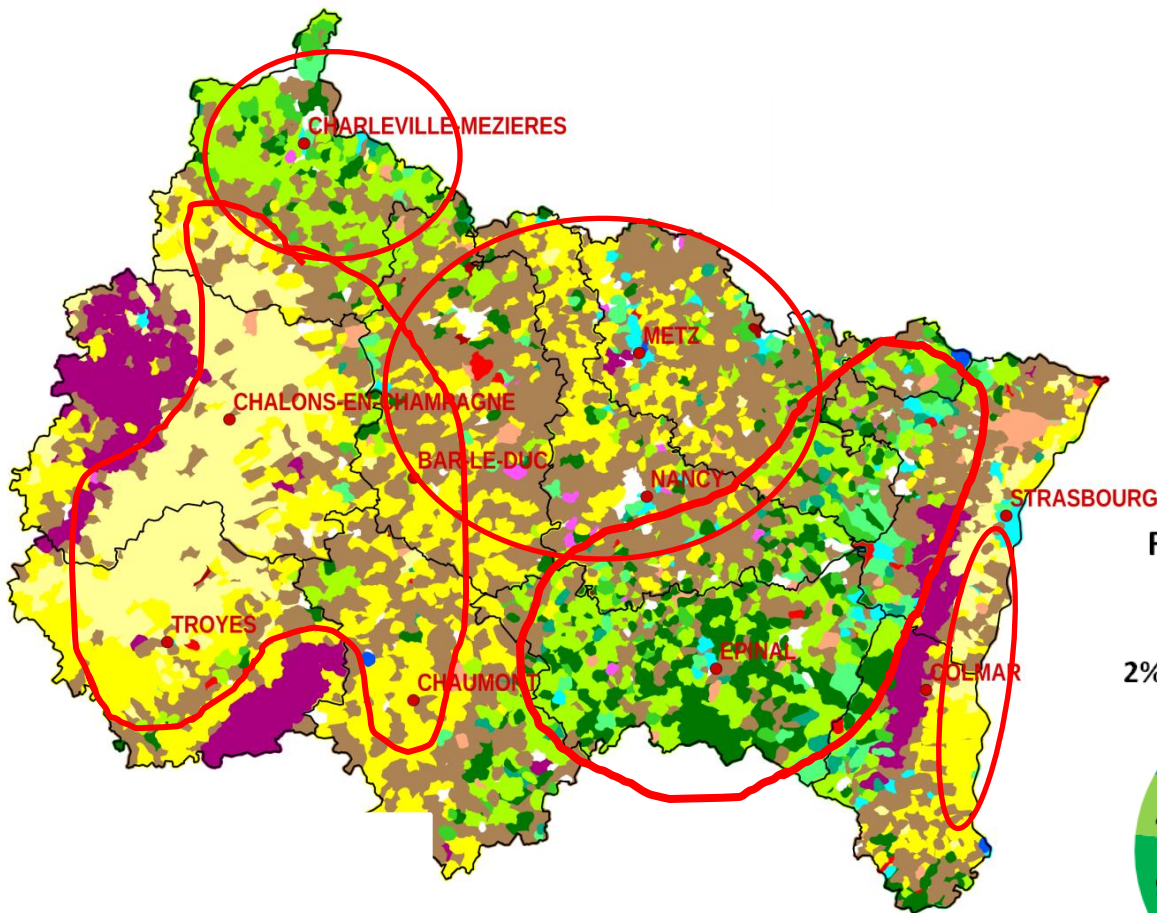 CHARLEVILLE-MEZIERES
METZ
CHALONS-EN-CHAMPAGNE
BAR-LE-DUC
NANCY
STRASBOURG
TROYES
EPINAL
2%
CHAUMONT
COLMAR